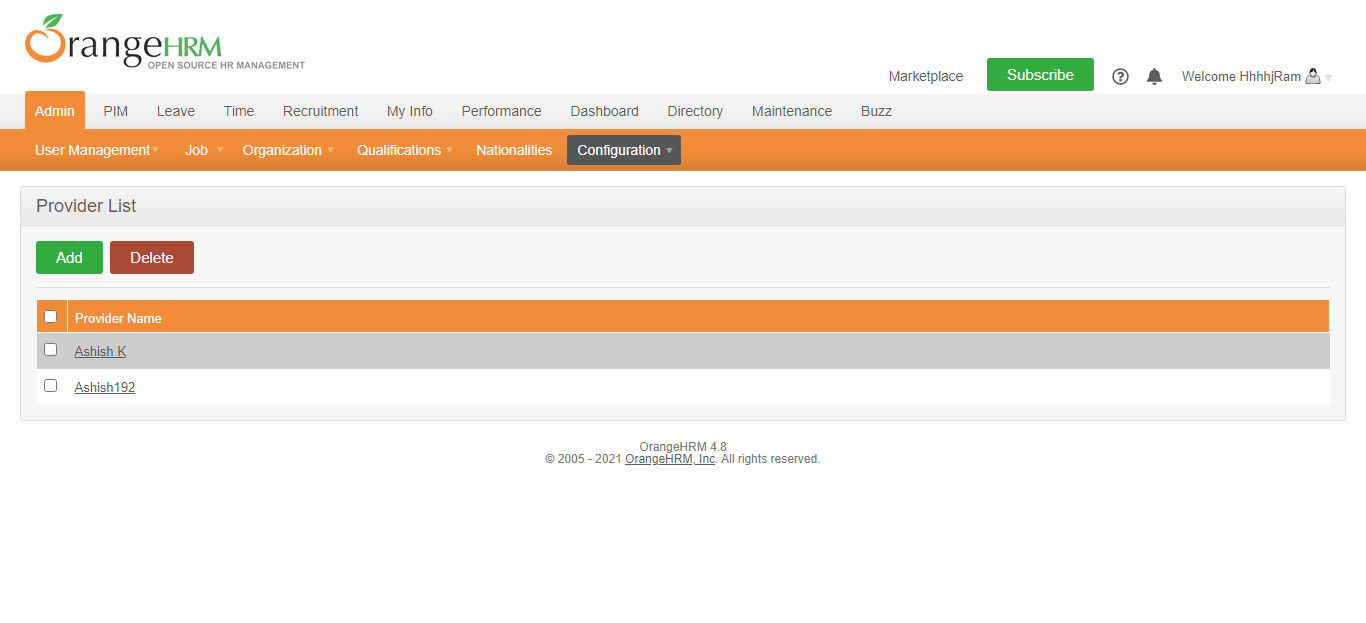 OrangeHRM
OPEN SOURCE HR MANAGEMENT
Marketplace Subscribe Welcome HhhhjRam
Admin PIM Leave Time Recruitment My Info Performance Dashboard Directory Maintenance Buzz
User Management Job Organization Qualifications Nationalities Configuration
Provider List
Add Delete
Provider Name
Ashish K
Ashish192
OrangeHRM 4.8
© 2005 - 2021 OrangeHRM, Inc. All rights reserved.